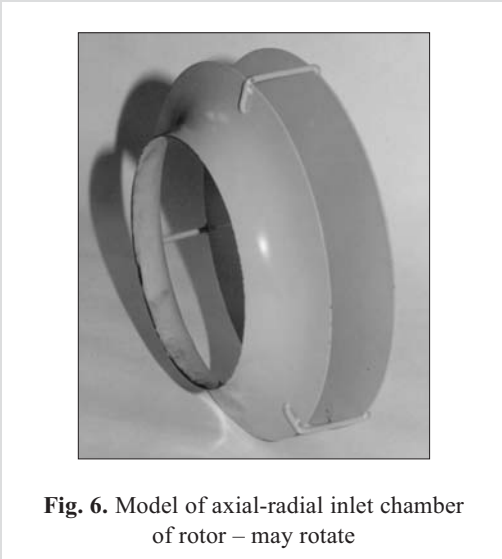 Fig. 6. Model of axial-radial inlet chamber
of rotor – may rotate